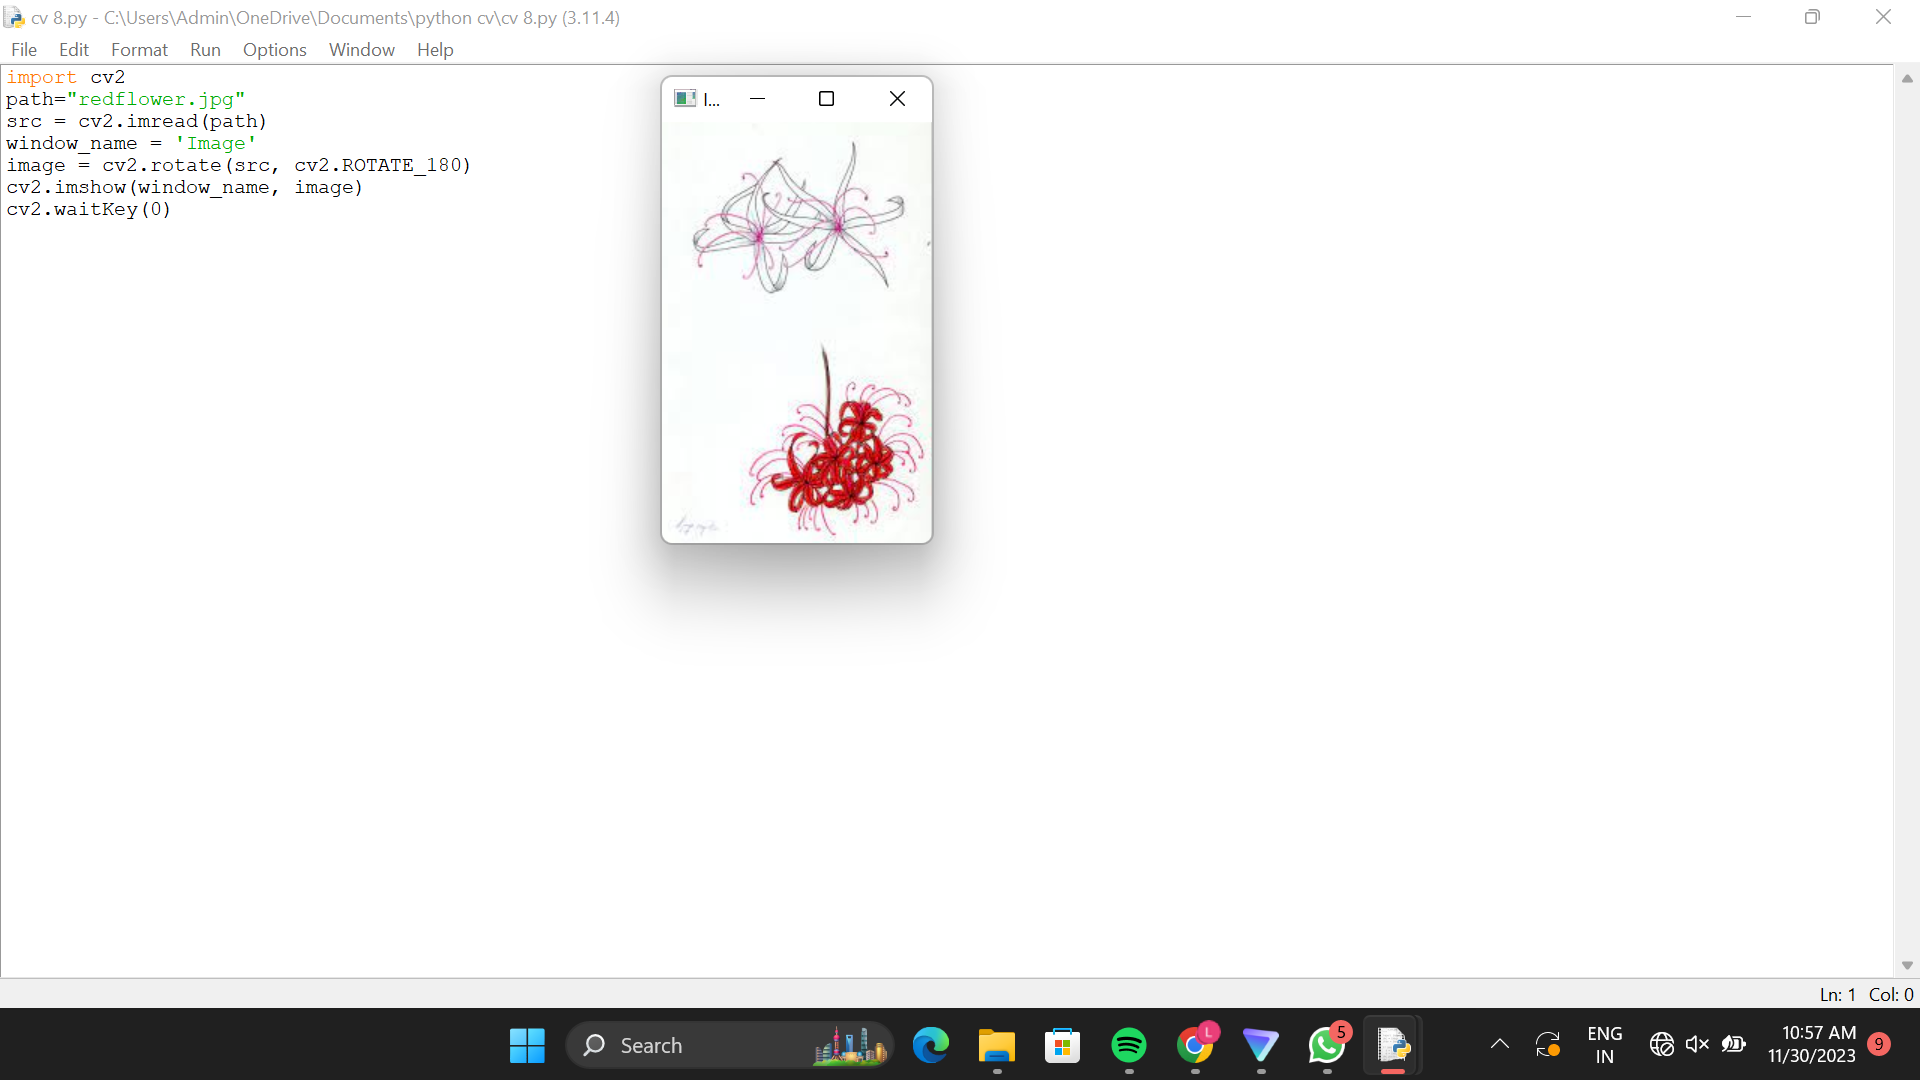 cv 8.py - C:\Users\Admin\OneDrive\Documents\python cv\cv 8.py (3.11.4)
File Edit Format Run Options Window Help
import cv2
path="redflower.jpg"
src = cv2.imread(path)
window_name = 'Image'
image = cv2.rotate(src, cv2.ROTATE_180)
cv2.imshow(window_name, image)
cv2.waitKey(0)
I...
Ln: 1 Col: 0
Search
L
5
ENG
IN
10:57 AM
11/30/2023
9